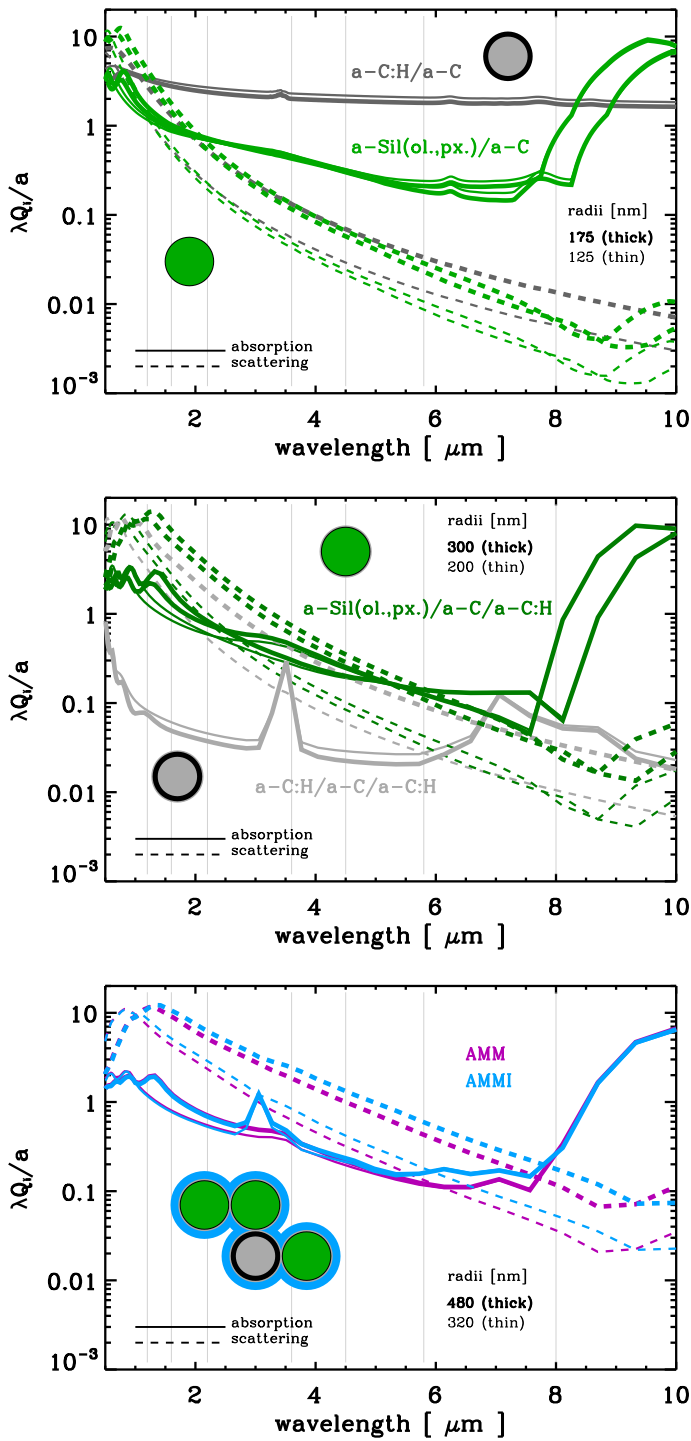 10
a-C:H/a-C
1
a-Sil(ol.,px.)/a-C
λQ_i/a
0.1
radii [nm]
175 (thick)
125 (thin)
0.01
absorption
scattering
10^-3
2 4 6 8 10
wavelength [ μm ]
10
radii [nm]
300 (thick)
200 (thin)
1
a-Sil(ol.,px.)/a-C/a-C:H
λQ_i/a
0.1
a-C:H/a-C/a-C:H
0.01
absorption
scattering
10^-3
2 4 6 8 10
wavelength [ μm ]
10
AMM
AMMI
1
λQ_i/a
0.1
radii [nm]
0.01
480 (thick)
320 (thin)
absorption
scattering
10^-3
2 4 6 8 10
wavelength [ μm ]